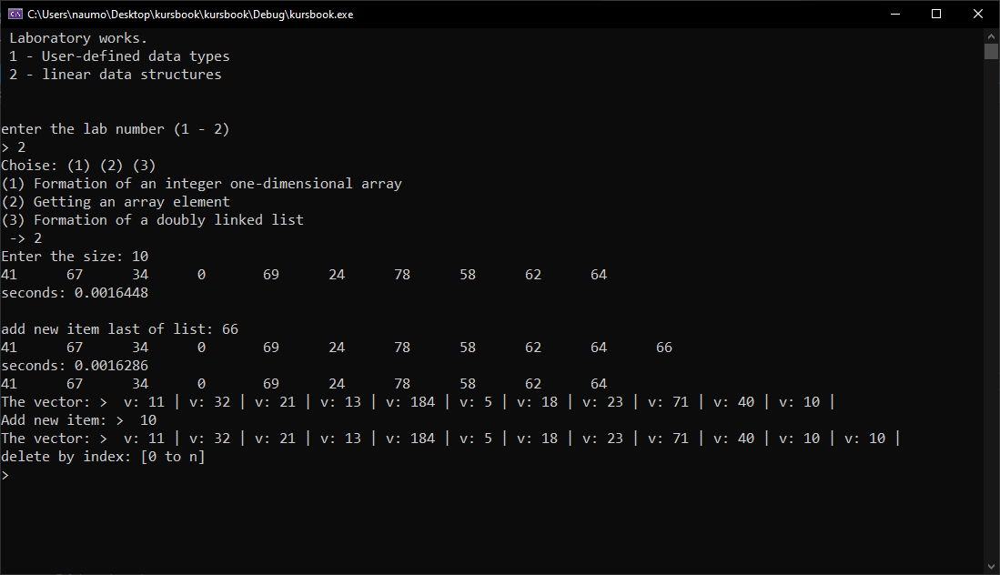 C:\Users\naumo\Desktop\kursbook\kursbook\Debug\kursbook.exe
Laboratory works.
1 - User-defined data types
2 - linear data structures
enter the lab number (1 - 2)
> 2
Choise: (1) (2) (3)
(1) Formation of an integer one-dimensional array
(2) Getting an array element
(3) Formation of a doubly linked list
-> 2
Enter the size: 10
41 67 34 0 69 24 78 58 62 64
seconds: 0.0016448
add new item last of list: 66
41 67 34 0 69 24 78 58 62 64 66
seconds: 0.0016286
41 67 34 0 69 24 78 58 62 64
The vector: > v: 11 | v: 32 | v: 21 | v: 13 | v: 184 | v: 5 | v: 18 | v: 23 | v: 71 | v: 40 | v: 10 |
Add new item: > 10
The vector: > v: 11 | v: 32 | v: 21 | v: 13 | v: 184 | v: 5 | v: 18 | v: 23 | v: 71 | v: 40 | v: 10 | v: 10 |
delete by index: [0 to n]
>